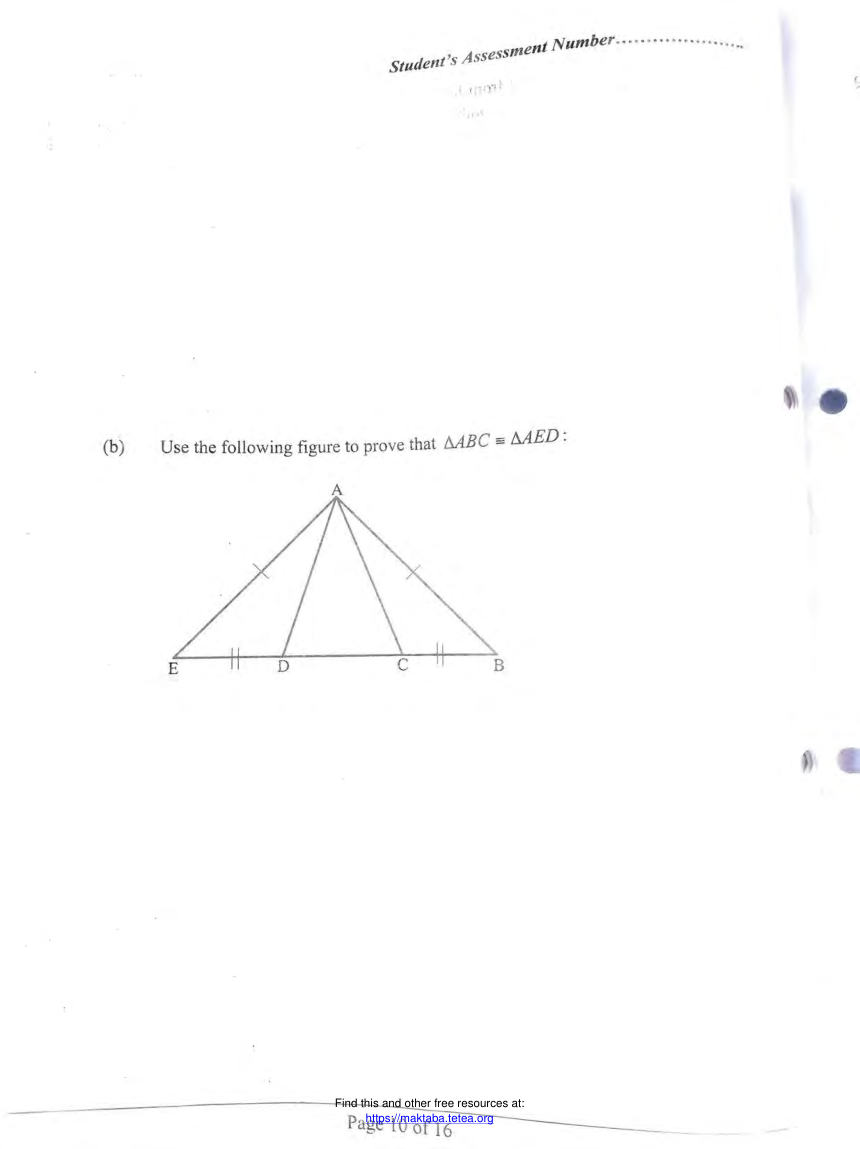 Student's Assessment Number.....................
(b) Use the following figure to prove that ΔABC ≡ ΔAED:
A
E D C B
Find this and other free resources at:
https://maktaba.tetea.org
Page 10 of 16